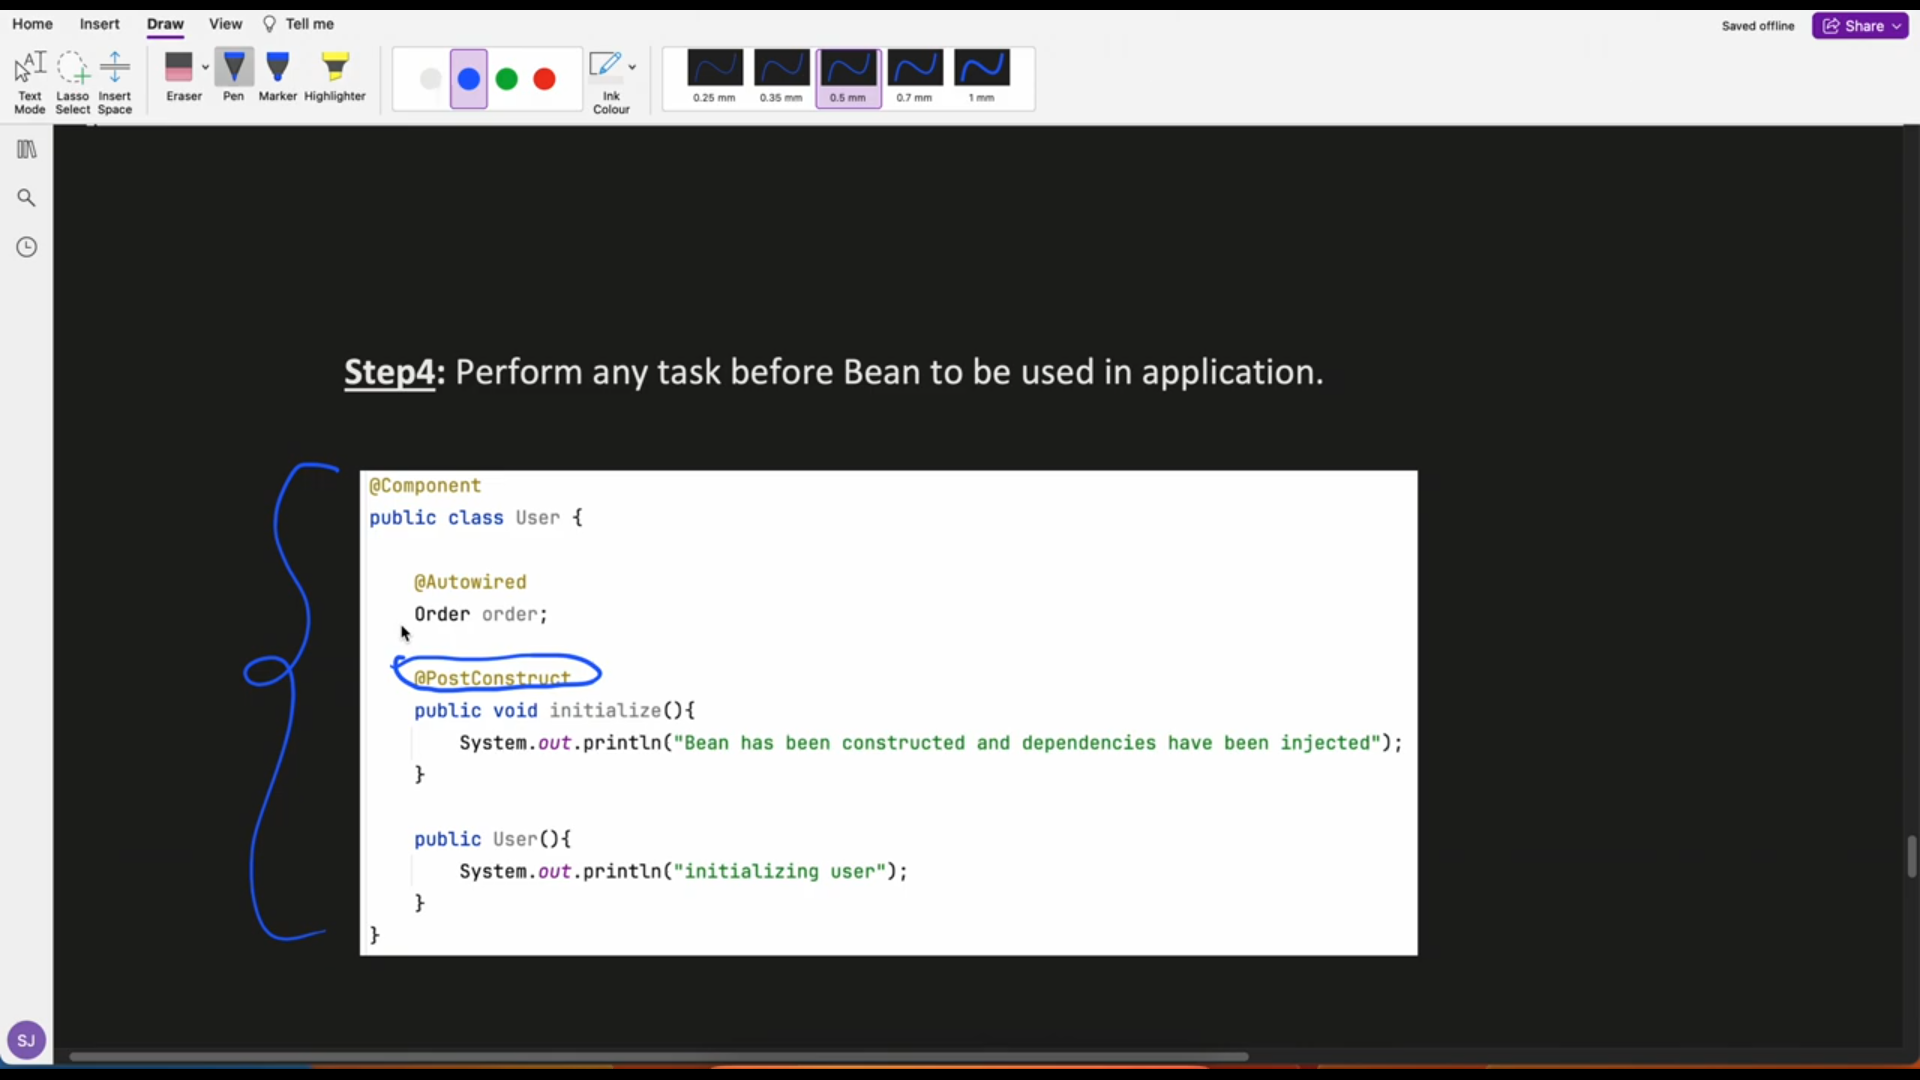 Home Insert Draw View Tell me
Saved offline Share
Text Mode
Lasso Select
Insert Space
Eraser
Pen
Marker
Highlighter
Ink Colour
0.25 mm
0.35 mm
0.5 mm
0.7 mm
1 mm
Step4: Perform any task before Bean to be used in application.
@Component
public class User {
@Autowired
Order order;
@PostConstruct
public void initialize(){
System.out.println("Bean has been constructed and dependencies have been injected");
}
public User(){
System.out.println("initializing user");
}
}
SJ